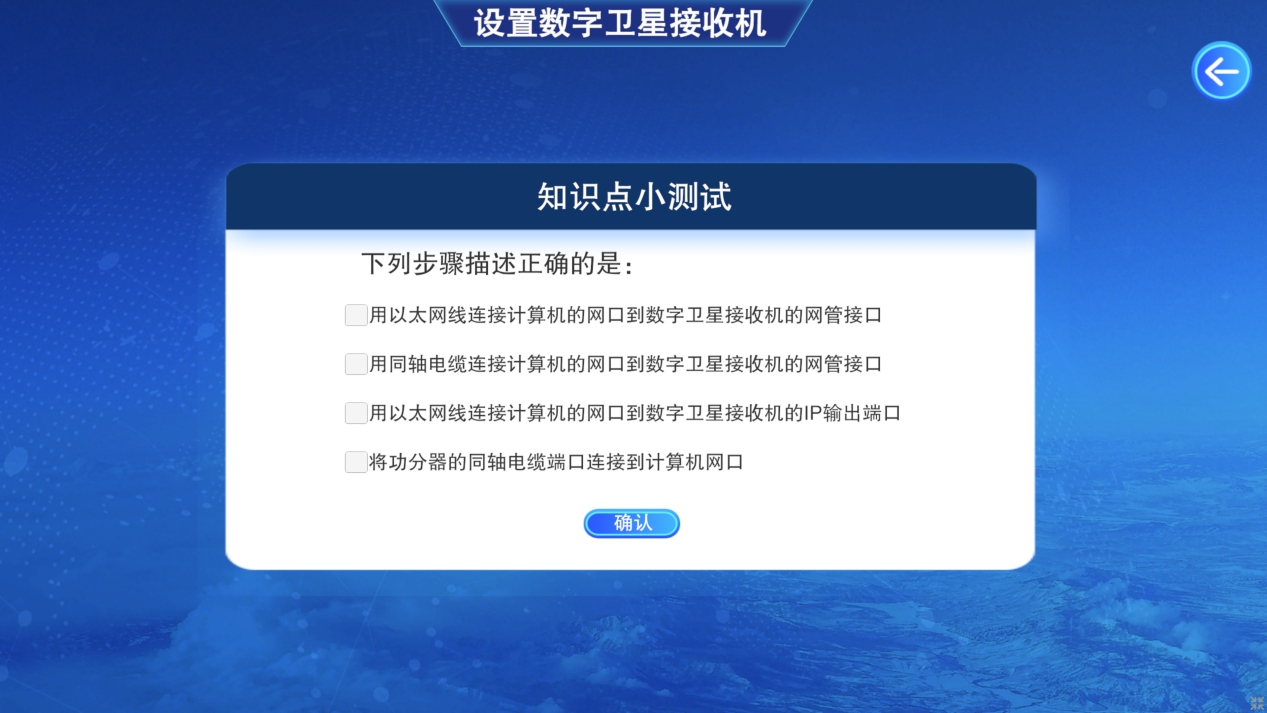 设置数字卫星接收机
知识点小测试
下列步骤描述正确的是：
用以太网线连接计算机的网口到数字卫星接收机的网管接口
用同轴电缆连接计算机的网口到数字卫星接收机的网管接口
用以太网线连接计算机的网口到数字卫星接收机的IP输出端口
将功分器的同轴电缆端口连接到计算机网口
确认